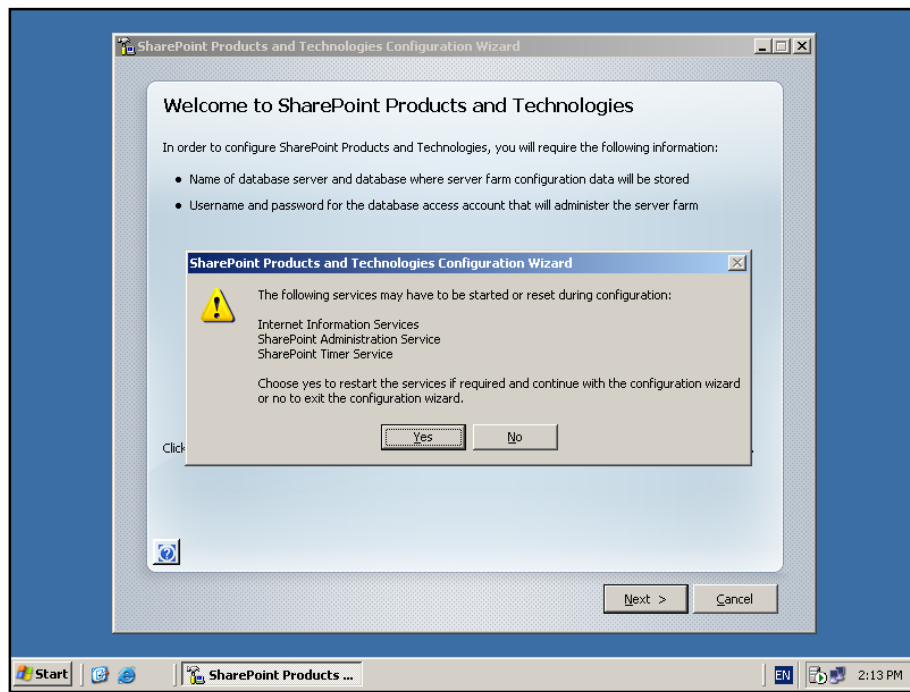 SharePoint Products and Technologies Configuration Wizard
Welcome to SharePoint Products and Technologies
In order to configure SharePoint Products and Technologies, you will require the following information:
Name of database server and database where server farm configuration data will be stored
Username and password for the database access account that will administer the server farm
SharePoint Products and Technologies Configuration Wizard
The following services may have to be started or reset during configuration:
Internet Information Services
SharePoint Administration Service
SharePoint Timer Service
Choose yes to restart the services if required and continue with the configuration wizard
or no to exit the configuration wizard.
Yes No
Click
Next > Cancel
Start SharePoint Products ... EN 2:13 PM